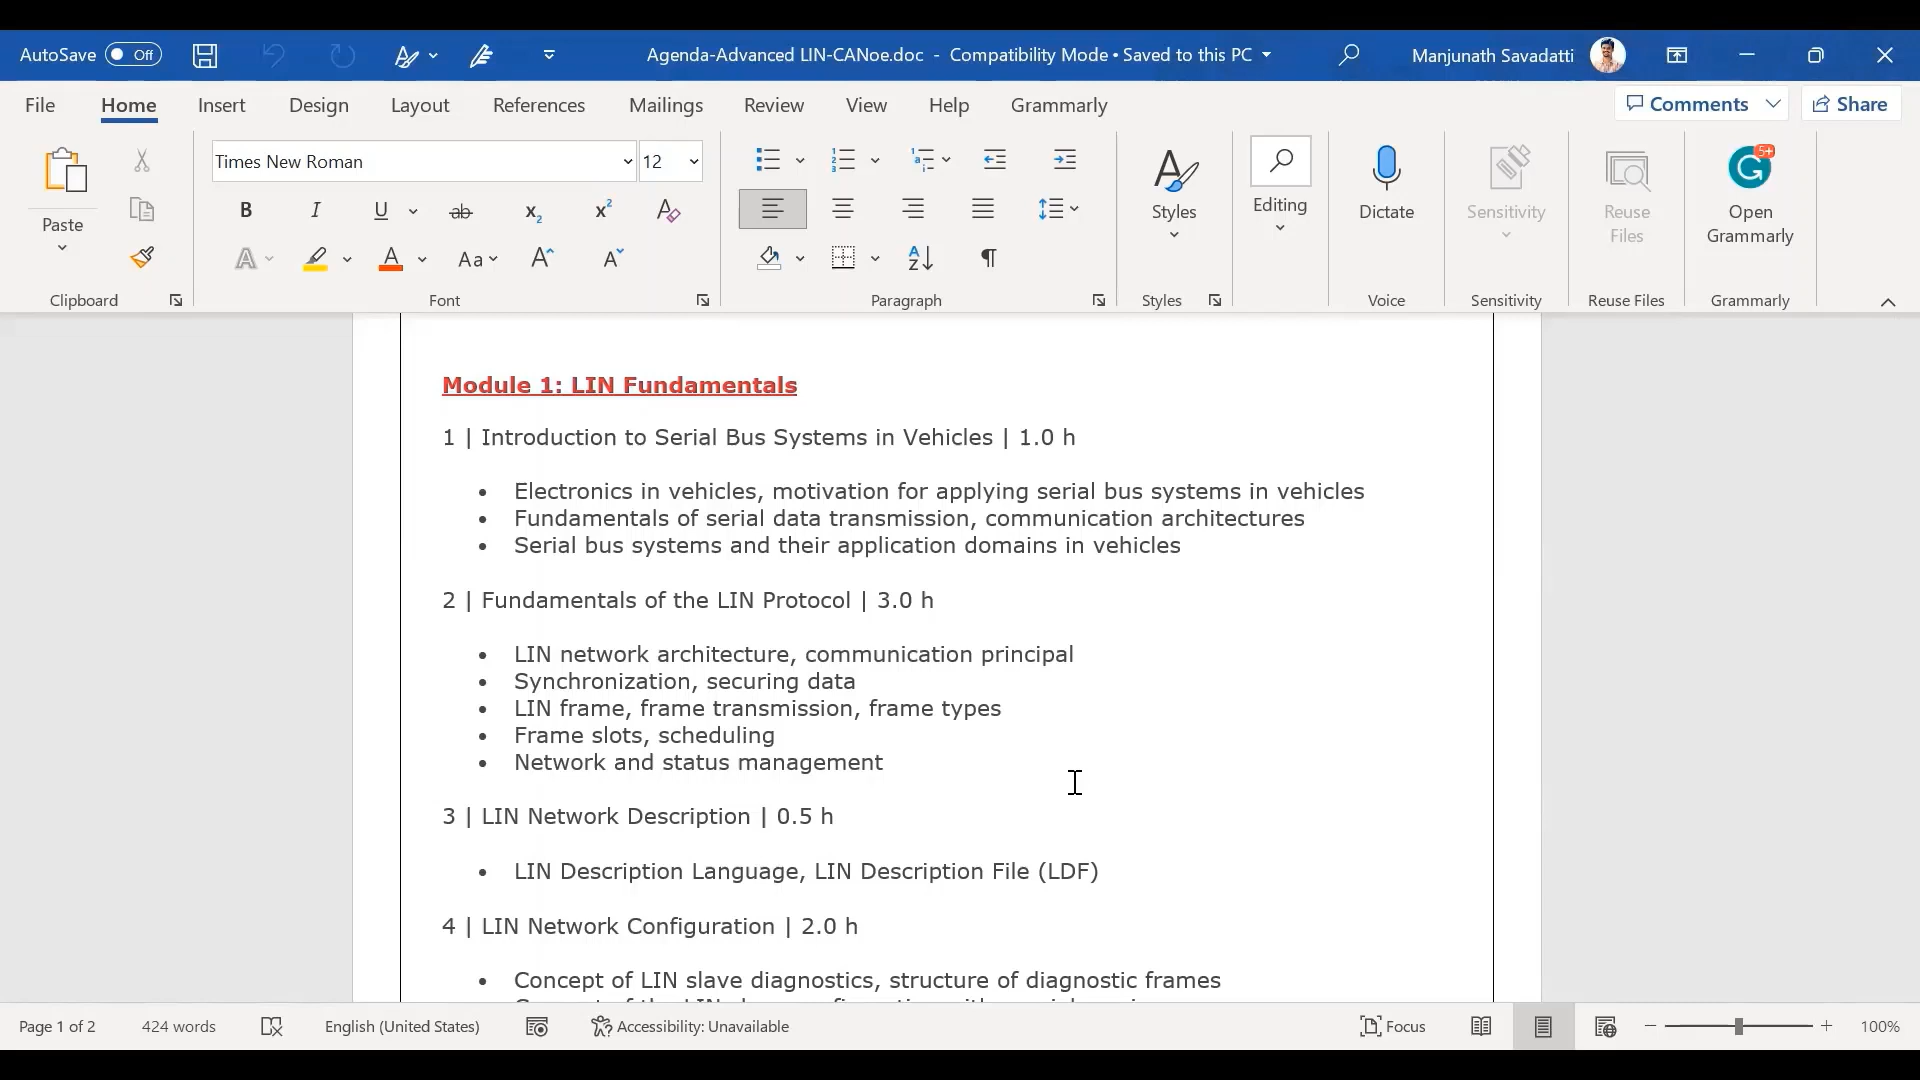 AutoSave Off
Agenda-Advanced LIN-CANoe.doc - Compatibility Mode • Saved to this PC
Manjunath Savadatti
File Home Insert Design Layout References Mailings Review View Help Grammarly
Comments Share
Times New Roman 12
Paste
Styles
Editing
Dictate
Sensitivity
Reuse Files
Open Grammarly
5+
Clipboard Font Paragraph Styles Voice Sensitivity Reuse Files Grammarly
Module 1: LIN Fundamentals
1 | Introduction to Serial Bus Systems in Vehicles | 1.0 h
• Electronics in vehicles, motivation for applying serial bus systems in vehicles
• Fundamentals of serial data transmission, communication architectures
• Serial bus systems and their application domains in vehicles
2 | Fundamentals of the LIN Protocol | 3.0 h
• LIN network architecture, communication principal
• Synchronization, securing data
• LIN frame, frame transmission, frame types
• Frame slots, scheduling
• Network and status management
3 | LIN Network Description | 0.5 h
• LIN Description Language, LIN Description File (LDF)
4 | LIN Network Configuration | 2.0 h
• Concept of LIN slave diagnostics, structure of diagnostic frames
Page 1 of 2 424 words English (United States) Accessibility: Unavailable Focus 100%